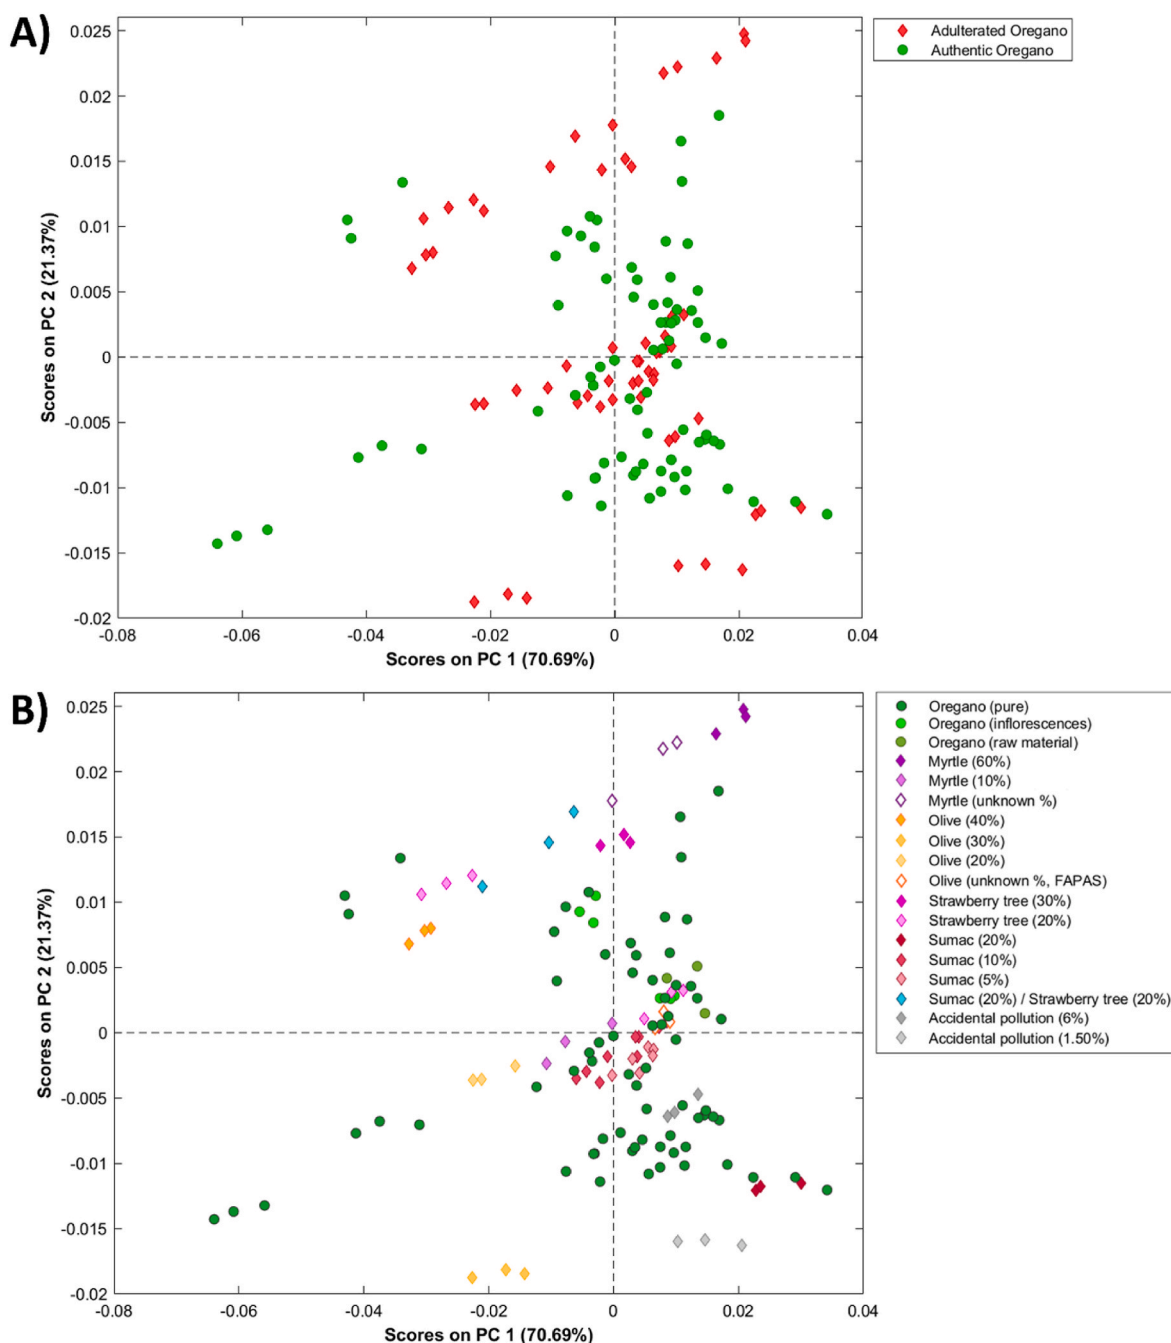 A)
0.025
0.02
0.015
0.01
0.005
0
-0.005
-0.01
-0.015
-0.02
Scores on PC 2 (21.37%)
-0.08
-0.06
-0.04
-0.02
0
0.02
0.04
Scores on PC 1 (70.69%)
Adulterated Oregano
Authentic Oregano
B)
0.025
0.02
0.015
0.01
0.005
0
-0.005
-0.01
-0.015
-0.02
Scores on PC 2 (21.37%)
-0.08
-0.06
-0.04
-0.02
0
0.02
0.04
Scores on PC 1 (70.69%)
Oregano (pure)
Oregano (inflorescences)
Oregano (raw material)
Myrtle (60%)
Myrtle (10%)
Myrtle (unknown %)
Olive (40%)
Olive (30%)
Olive (20%)
Olive (unknown %, FAPAS)
Strawberry tree (30%)
Strawberry tree (20%)
Sumac (20%)
Sumac (10%)
Sumac (5%)
Sumac (20%) / Strawberry tree (20%)
Accidental pollution (6%)
Accidental pollution (1.50%)